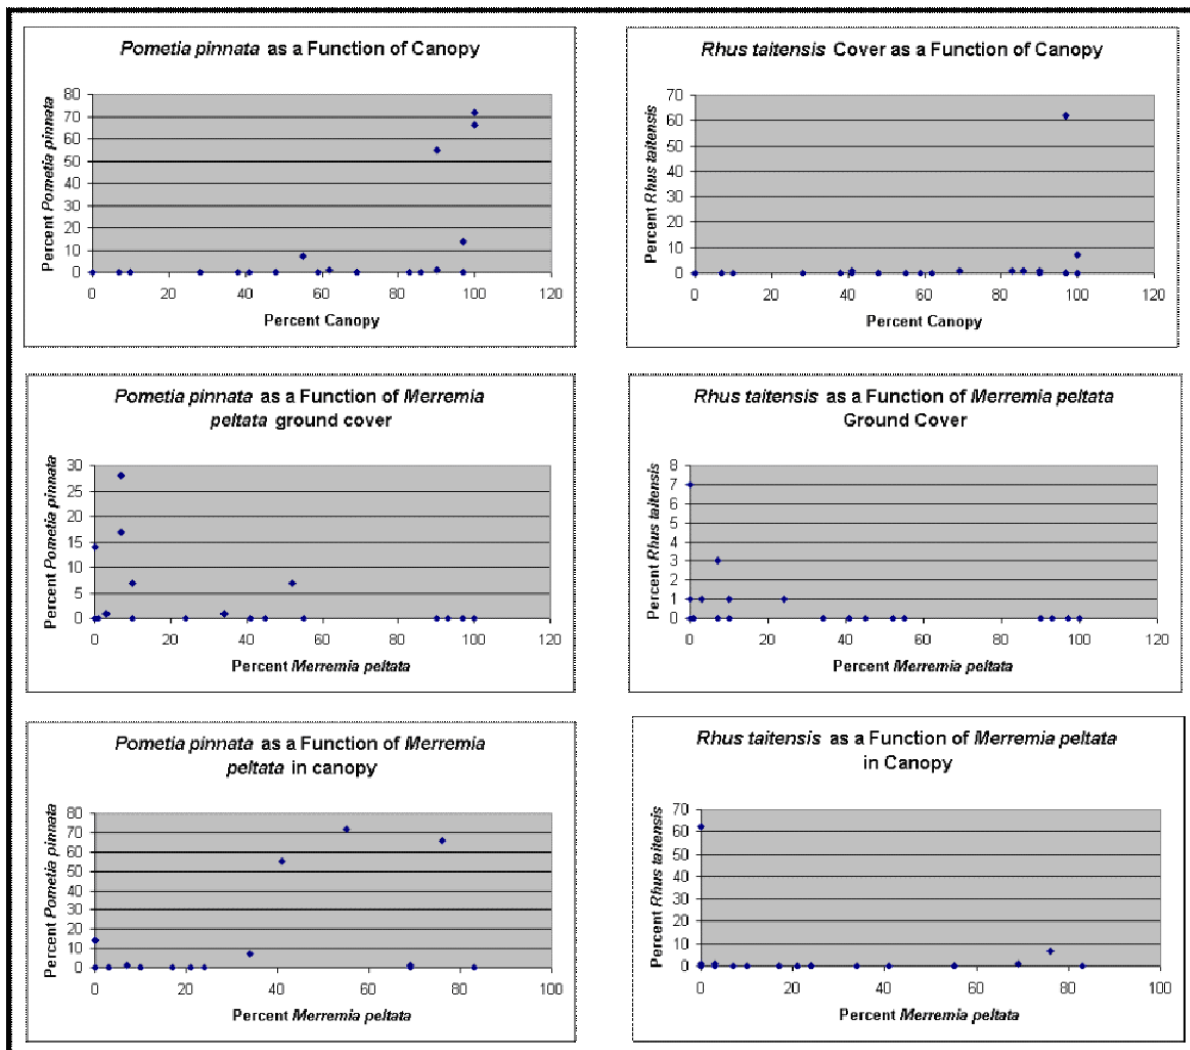 Pometia pinnata as a Function of Canopy
Percent Pometia pinnata
80
70
60
50
40
30
20
10
0
0 20 40 60 80 100 120
Percent Canopy
Rhus taitensis Cover as a Function of Canopy
Percent Rhus taitensis
70
60
50
40
30
20
10
0
0 20 40 60 80 100 120
Percent Canopy
Pometia pinnata as a Function of Merremia
peltata ground cover
Percent Pometia pinnata
30
25
20
15
10
5
0
0 20 40 60 80 100 120
Percent Merremia peltata
Rhus taitensis as a Function of Merremia peltata
Ground Cover
Percent Rhus taitensis
8
7
6
5
4
3
2
1
0
0 20 40 60 80 100 120
Percent Merremia peltata
Pometia pinnata as a Function of Merremia
peltata in canopy
Percent Pometia pinnata
80
70
60
50
40
30
20
10
0
0 20 40 60 80 100
Percent Merremia peltata
Rhus taitensis as a Function of Merremia peltata
in Canopy
Percent Rhus taitensis
70
60
50
40
30
20
10
0
0 20 40 60 80 100
Percent Merremia peltata